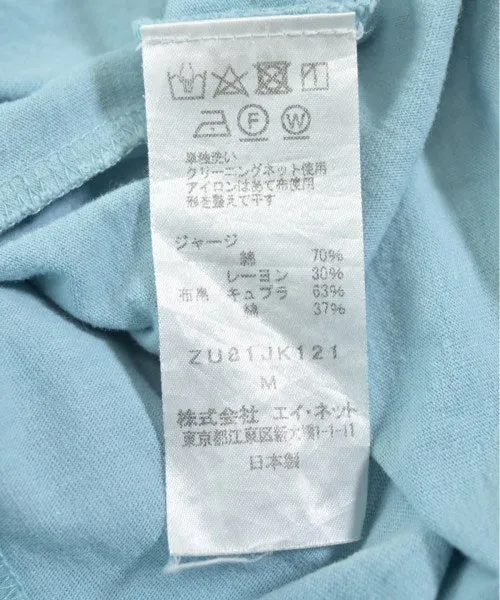 F W
単独洗い
クリーニングネット使用
アイロンはあて布使用
形を整えて干す
ジャージ
綿 70%
レーヨン 30%
布帛 キュプラ 63%
綿 37%
ZU81JK121
M
株式会社 エイ・ネット
東京都江東区新大橋1-1-11
日本製